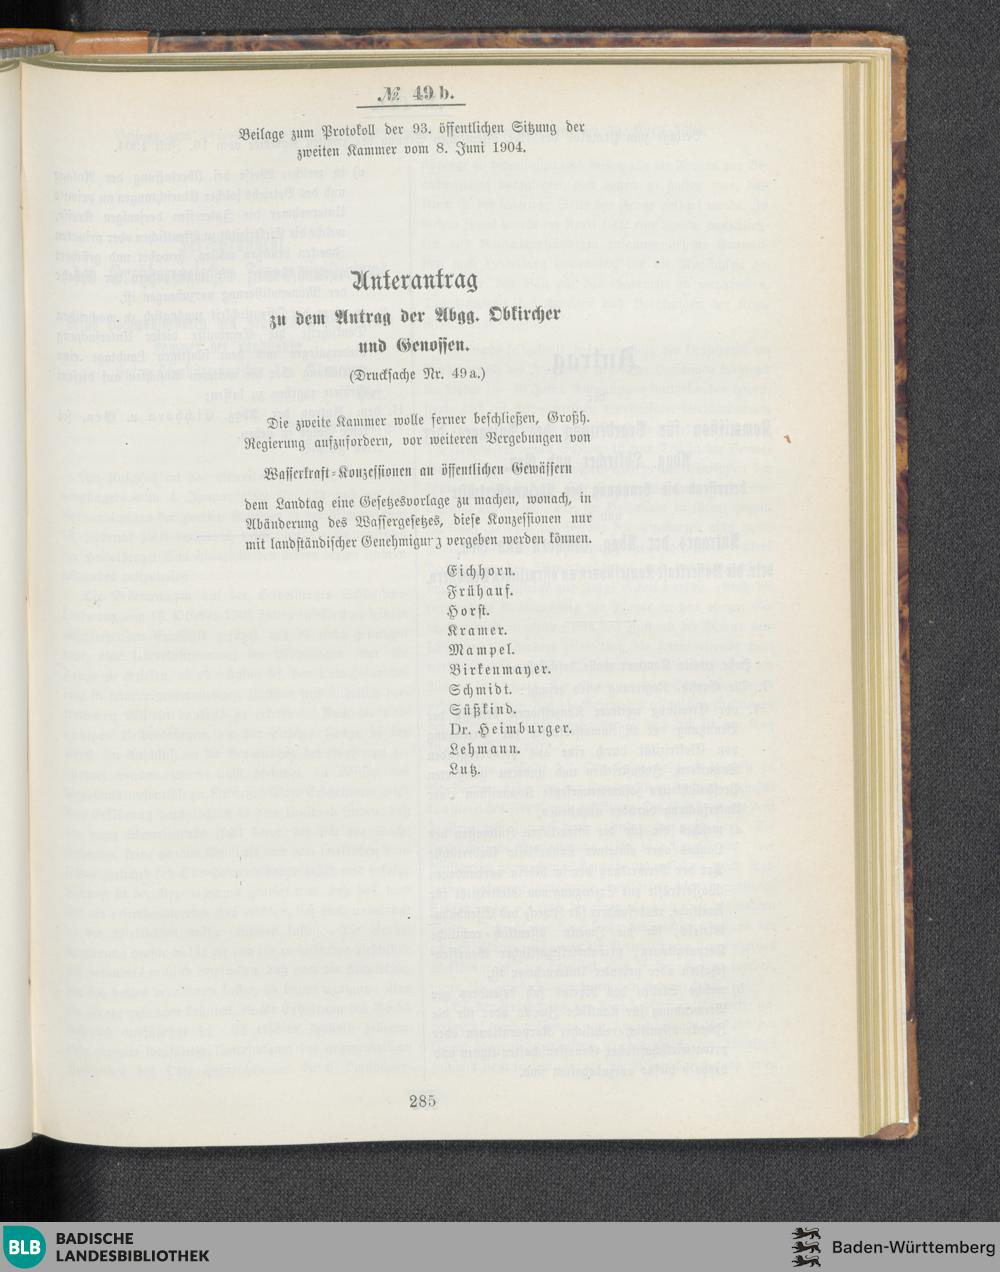 № 49 b.
Beilage zum Protokoll der 93. öffentlichen Sitzung der
zweiten Kammer vom 8. Juni 1904.
Unterantrag
zu dem Antrag der Abgg. Obkircher
und Genossen.
(Drucksache Nr. 49 a.)
Die zweite Kammer wolle ferner beschließen, Großh.
Regierung aufzufordern, vor weiteren Vergebungen von
Wasserkraft-Konzessionen an öffentlichen Gewässern
dem Landtag eine Gesetzesvorlage zu machen, wonach, in
Abänderung des Wassergesetzes, diese Konzessionen nur
mit landständischer Genehmigung vergeben werden können.
Eichhorn.
Frühauf.
Horst.
Kramer.
Mampel.
Birkenmayer.
Schmidt.
Süßkind.
Dr. Heimburger.
Lehmann.
Lutz.
285
BLB
BADISCHE
LANDESBIBLIOTHEK
Baden-Württemberg